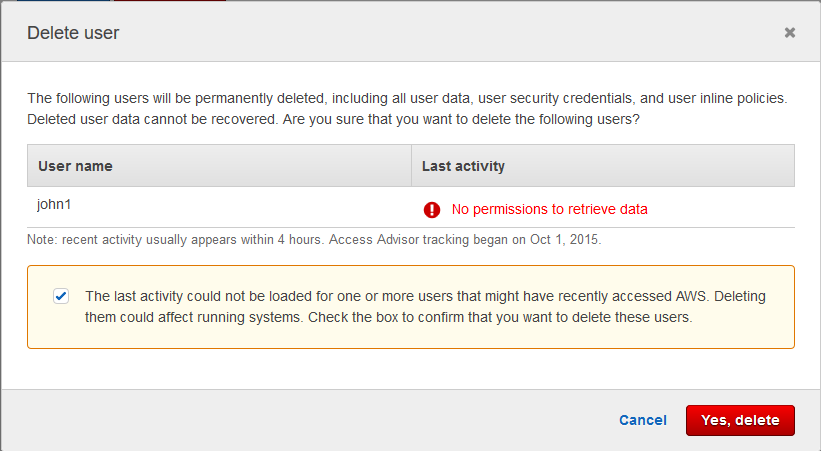 Delete user
The following users will be permanently deleted, including all user data, user security credentials, and user inline policies.
Deleted user data cannot be recovered. Are you sure that you want to delete the following users?
User name Last activity
john1 No permissions to retrieve data
Note: recent activity usually appears within 4 hours. Access Advisor tracking began on Oct 1, 2015.
The last activity could not be loaded for one or more users that might have recently accessed AWS. Deleting
them could affect running systems. Check the box to confirm that you want to delete these users.
Cancel Yes, delete